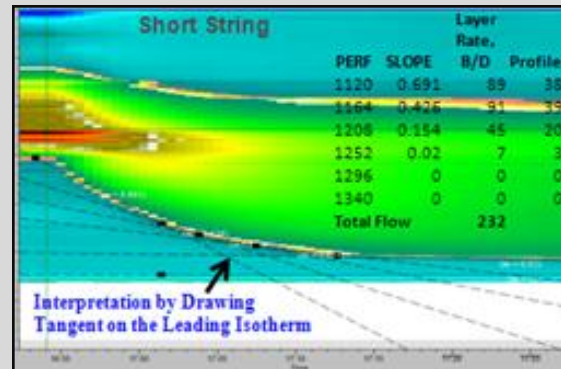 Short String
Layer
Rate,
PERF SLOPE B/D Profile
1120 0.691 89 38
1164 0.426 91 39
1208 0.154 45 20
1252 0.02 7 3
1296 0 0 0
1340 0 0 0
Total Flow 232
Interpretation by Drawing
Tangent on the Leading Isotherm